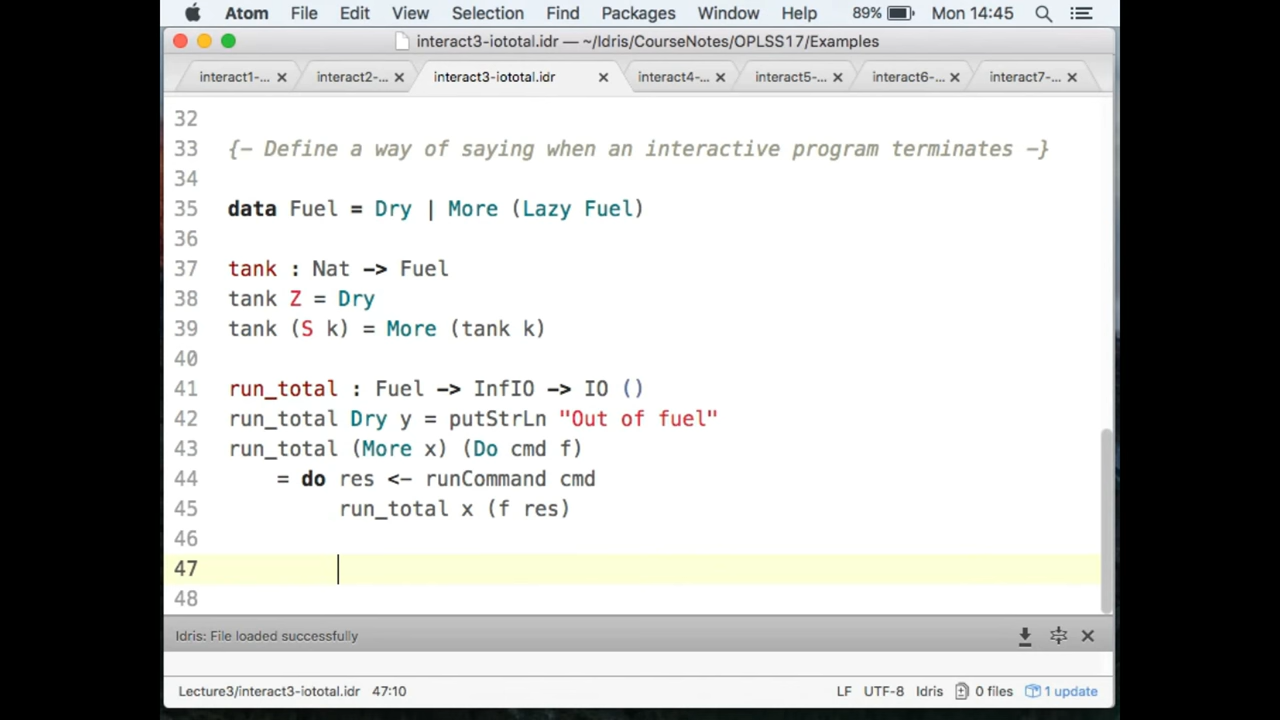 Atom File Edit View Selection Find Packages Window Help 89% Mon 14:45
interact3-iototal.idr — ~/Idris/CourseNotes/OPLSS17/Examples
interact1-... interact2-... interact3-iototal.idr interact4-... interact5-... interact6-... interact7-...
32
33 {- Define a way of saying when an interactive program terminates -}
34
35 data Fuel = Dry | More (Lazy Fuel)
36
37 tank : Nat -> Fuel
38 tank Z = Dry
39 tank (S k) = More (tank k)
40
41 run_total : Fuel -> InfIO -> IO ()
42 run_total Dry y = putStrLn "Out of fuel"
43 run_total (More x) (Do cmd f)
44 = do res <- runCommand cmd
45 run_total x (f res)
46
47
48
Idris: File loaded successfully
Lecture3/interact3-iototal.idr 47:10 LF UTF-8 Idris 0 files 1 update